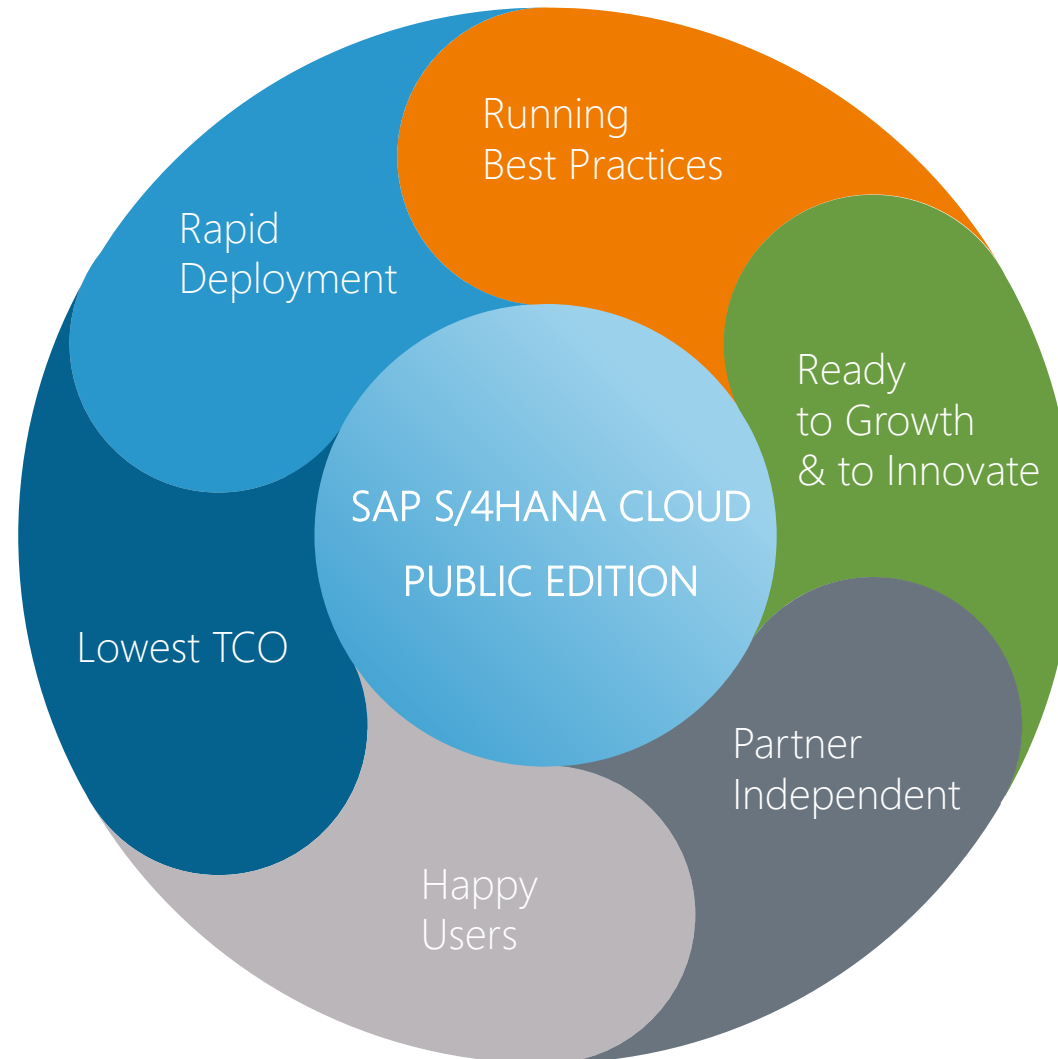 Running
Best Practices
Rapid
Deployment
Ready
to Growth
& to Innovate
SAP S/4HANA CLOUD
PUBLIC EDITION
Lowest TCO
Partner
Independent
Happy
Users